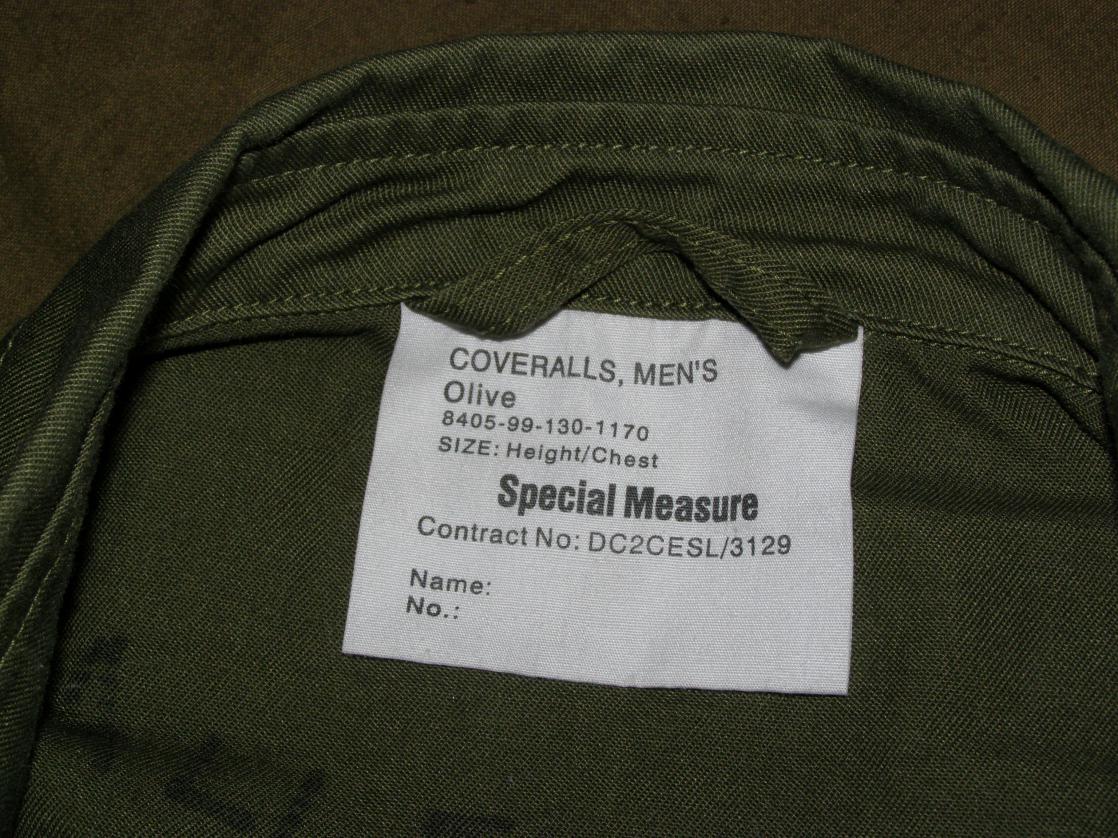 COVERALLS, MEN'S
Olive
8405-99-130-1170
SIZE: Height/Chest
Special Measure
Contract No: DC2CESL/3129
Name:
No.: